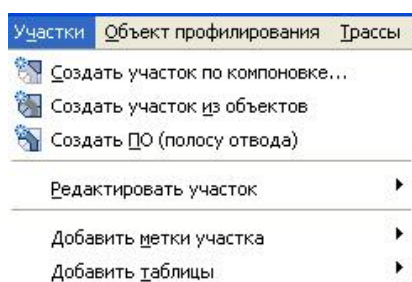 Участки Объект профилирования Трассы
Создать участок по компоновке...
Создать участок из объектов
Создать ПО (полосу отвода)
Редактировать участок
Добавить метки участка
Добавить таблицы